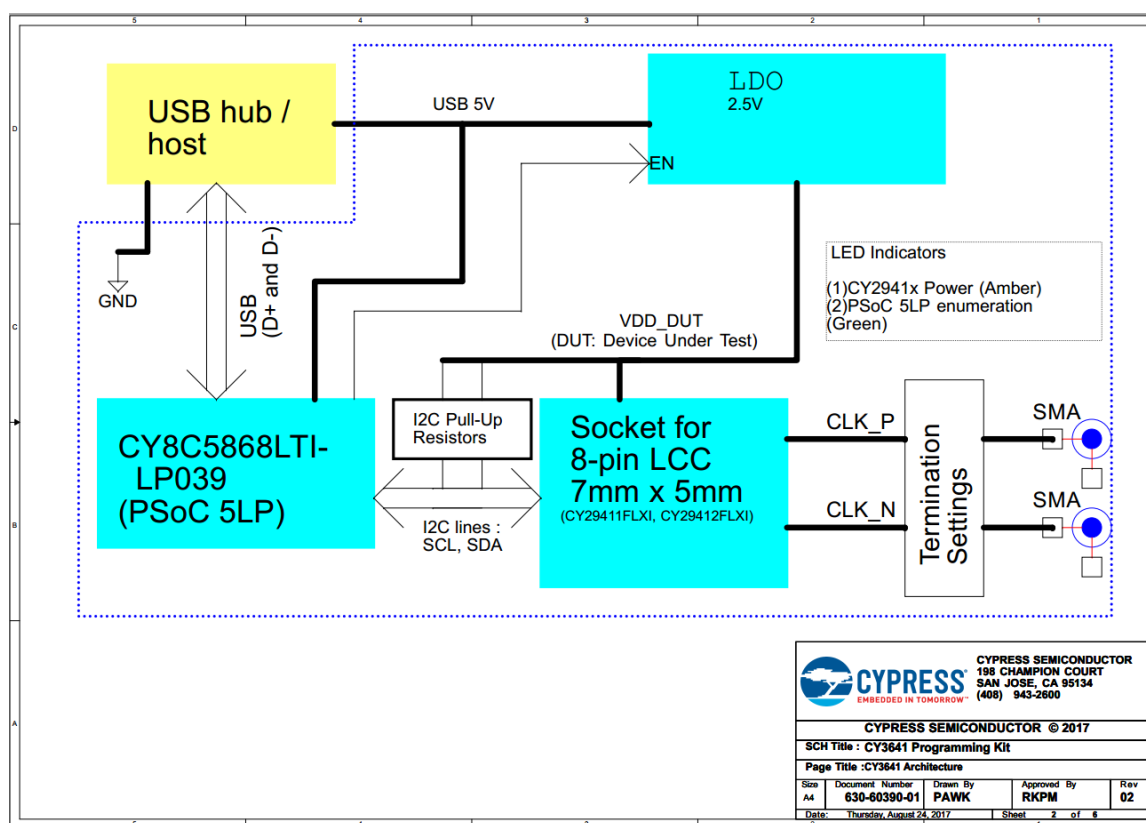 5
4
3
2
1
D
C
B
A
USB hub /
host
USB 5V
LDO
2.5V
EN
GND
USB
(D+ and D-)
LED Indicators
(1)CY2941x Power (Amber)
(2)PSoC 5LP enumeration
(Green)
VDD_DUT
(DUT: Device Under Test)
CY8C5868LTI-
LP039
(PSoC 5LP)
I2C Pull-Up
Resistors
I2C lines :
SCL, SDA
Socket for
8-pin LCC
7mm x 5mm
(CY29411FLXI, CY29412FLXI)
CLK_P
CLK_N
Termination
Settings
SMA
SMA
CYPRESS
EMBEDDED IN TOMORROW™
CYPRESS SEMICONDUCTOR
198 CHAMPION COURT
SAN JOSE, CA 95134
(408) 943-2600
CYPRESS SEMICONDUCTOR © 2017
SCH Title : CY3641 Programming Kit
Page Title :CY3641 Architecture
Size
A4
Document Number
630-60390-01
Drawn By
PAWK
Approved By
RKPM
Rev
02
Date: Thursday, August 24, 2017
Sheet 2 of 6